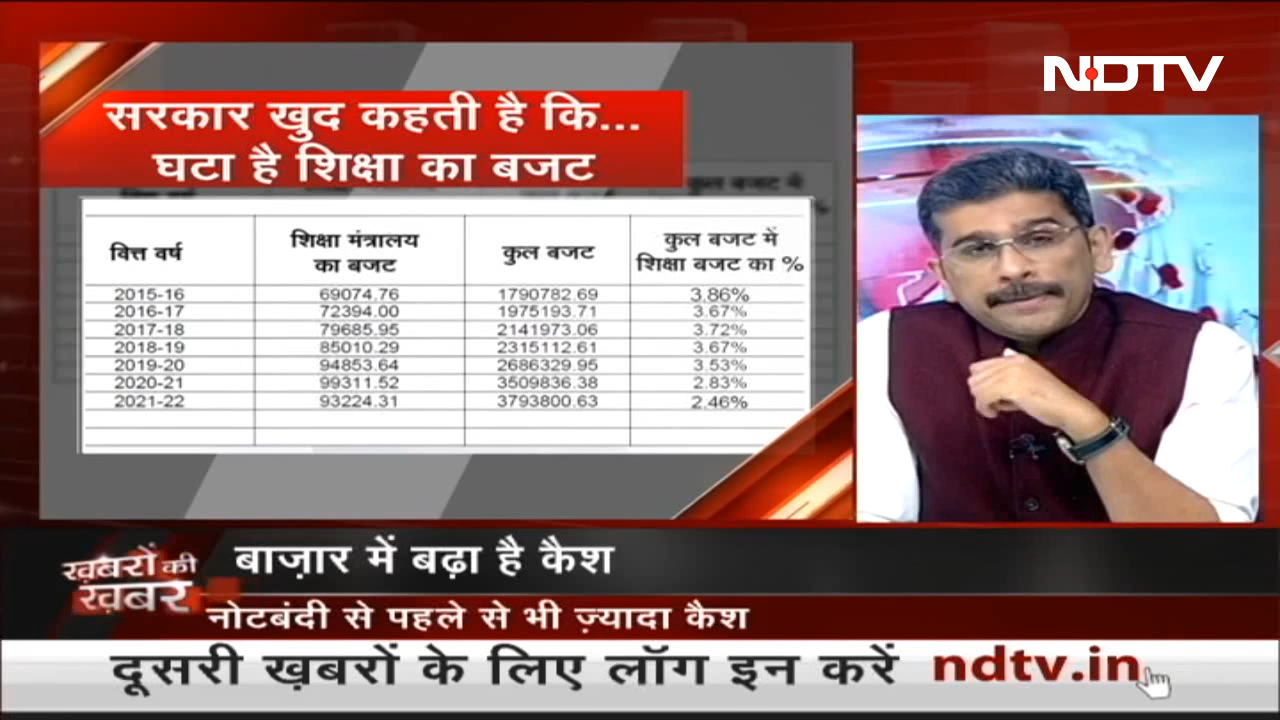 NDTV
सरकार खुद कहती है कि...
घटा है शिक्षा का बजट
वित्त वर्ष शिक्षा मंत्रालय का बजट कुल बजट कुल बजट में शिक्षा बजट का %
2015-16 69074.76 1790782.69 3.86%
2016-17 72394.00 1975193.71 3.67%
2017-18 79685.95 2141973.06 3.72%
2018-19 85010.29 2315112.61 3.67%
2019-20 94853.64 2686329.95 3.53%
2020-21 99311.52 3509836.38 2.83%
2021-22 93224.31 3793800.63 2.46%
ख़बरों की
ख़बर
बाज़ार में बढ़ा है कैश
नोटबंदी से पहले से भी ज़्यादा कैश
दूसरी ख़बरों के लिए लॉग इन करें ndtv.in